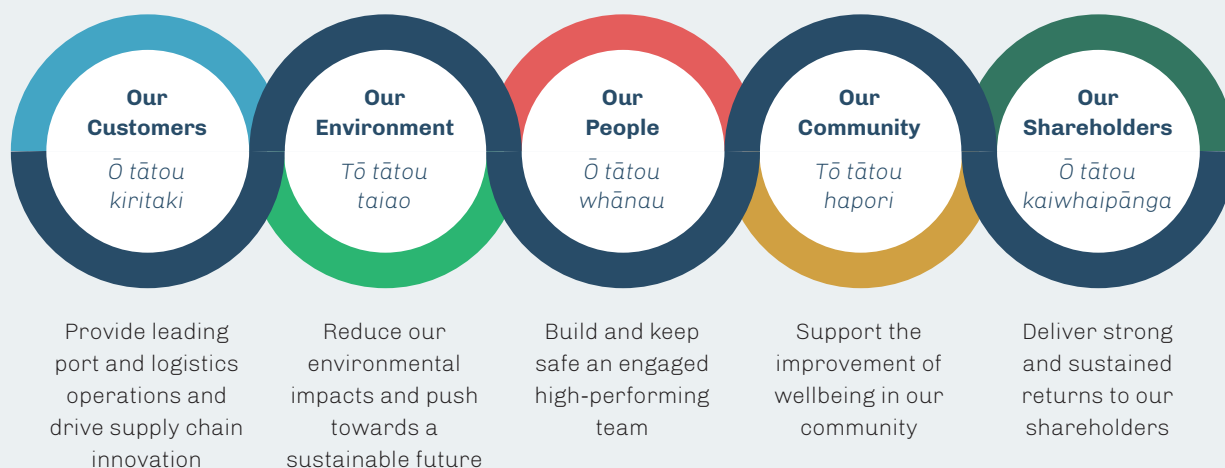 Our
Customers
Ō tātou
kiritaki
Our
Environment
Tō tātou
taiao
Our
People
Ō tātou
whānau
Our
Community
Tō tātou
hapori
Our
Shareholders
Ō tātou
kaiwhaipānga
Provide leading
port and logistics
operations and
drive supply chain
innovation
Reduce our
environmental
impacts and push
towards a
sustainable future
Build and keep
safe an engaged
high-performing
team
Support the
improvement of
wellbeing in our
community
Deliver strong
and sustained
returns to our
shareholders